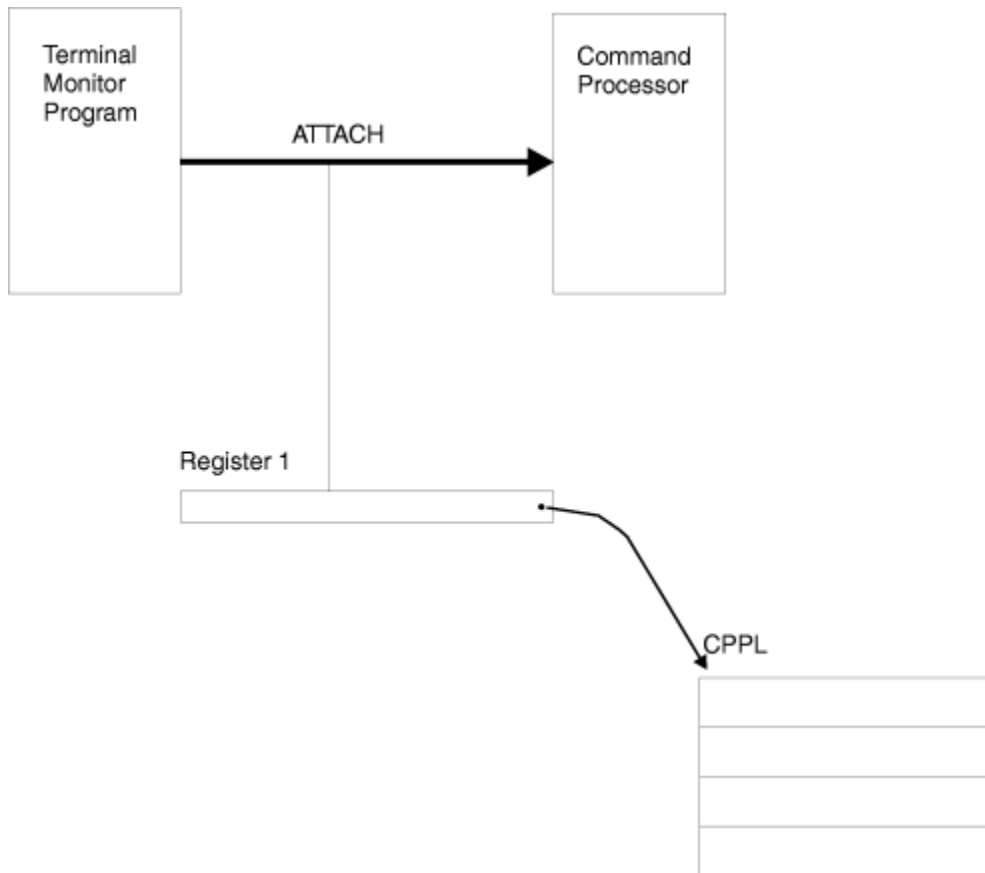 Terminal
Monitor
Program
ATTACH
Command
Processor
Register 1
CPPL